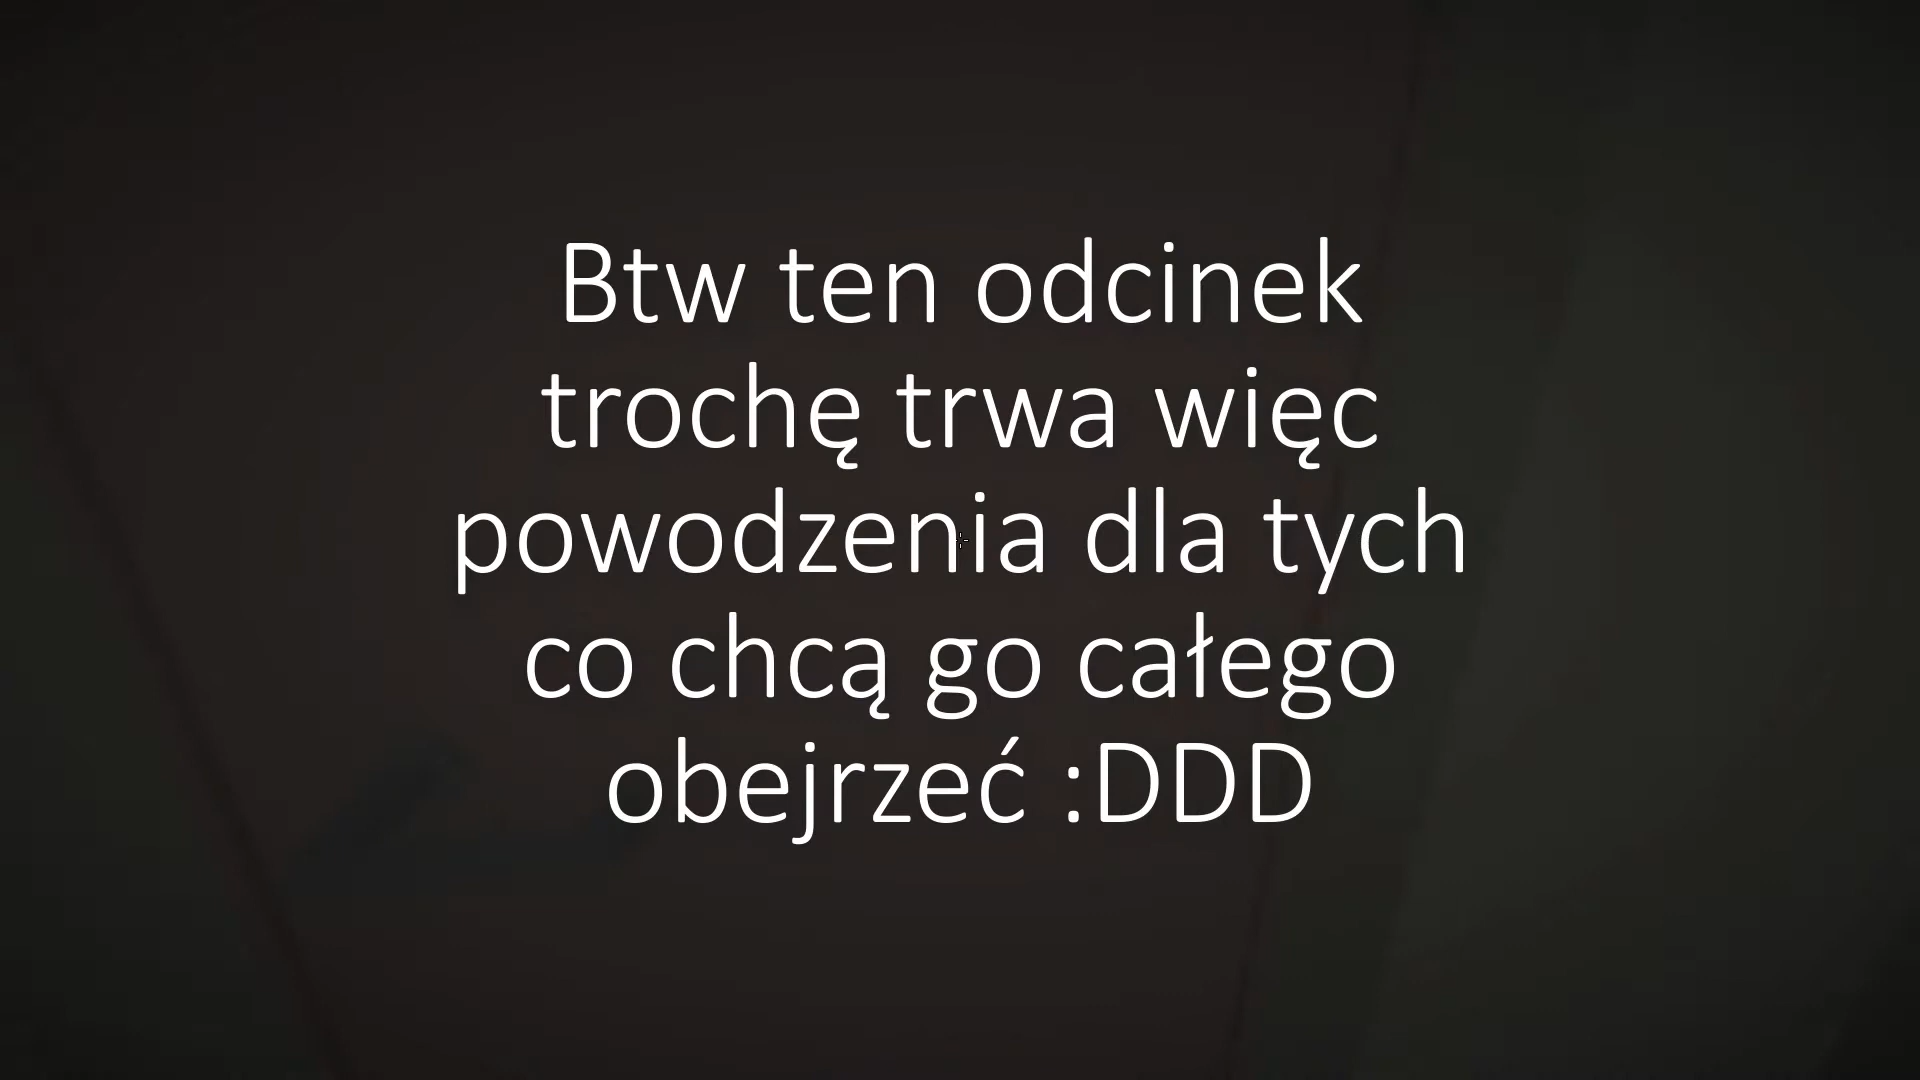 Btw ten odcinek
trochę trwa więc
powodzenia dla tych
co chcą go całego
obejrzeć :DDD